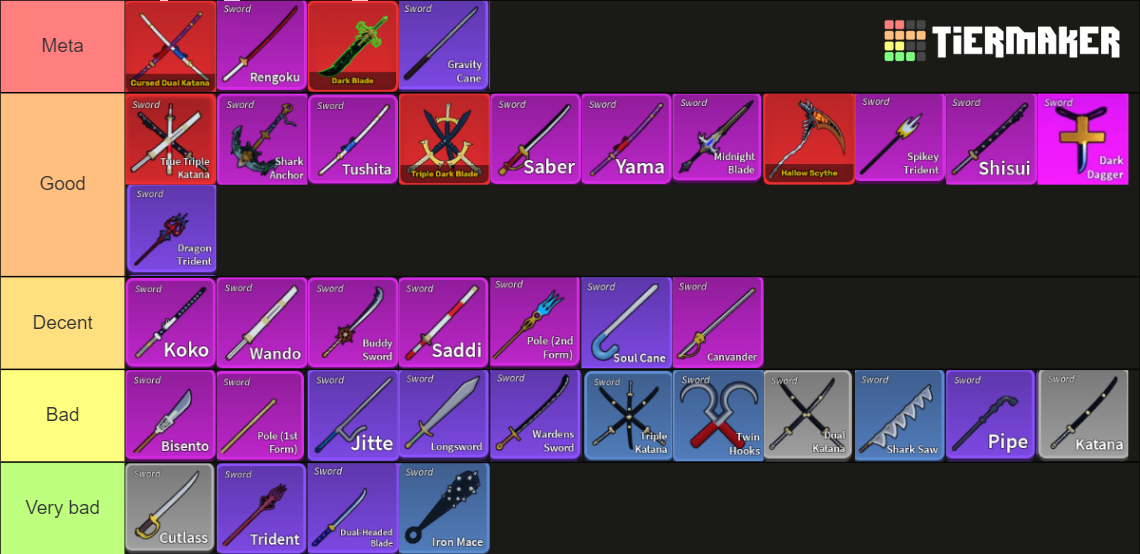 Meta
Cursed Dual Katana
Sword
Rengoku
Dark Blade
Sword
Gravity
Cane
TIERMAKER
Good
Sword
True Triple
Katana
Sword
Shark
Anchor
Sword
Tushita
Triple Dark Blade
Sword
Saber
Sword
Yama
Sword
Midnight
Blade
Hallow Scythe
Sword
Spikey
Trident
Sword
Shisui
Sword
Dark
Dagger
Sword
Dragon
Trident
Decent
Sword
Koko
Sword
Wando
Sword
Buddy
Sword
Sword
Saddi
Sword
Pole (2nd
Form)
Sword
Soul Cane
Sword
Canvander
Bad
Sword
Bisento
Sword
Pole (1st
Form)
Sword
Jitte
Sword
Longsword
Sword
Wardens
Sword
Sword
Triple
Katana
Sword
Twin
Hooks
Sword
Dual
Katana
Sword
Shark Saw
Sword
Pipe
Sword
Katana
Very bad
Sword
Cutlass
Sword
Trident
Sword
Dual-Headed
Blade
Sword
Iron Mace